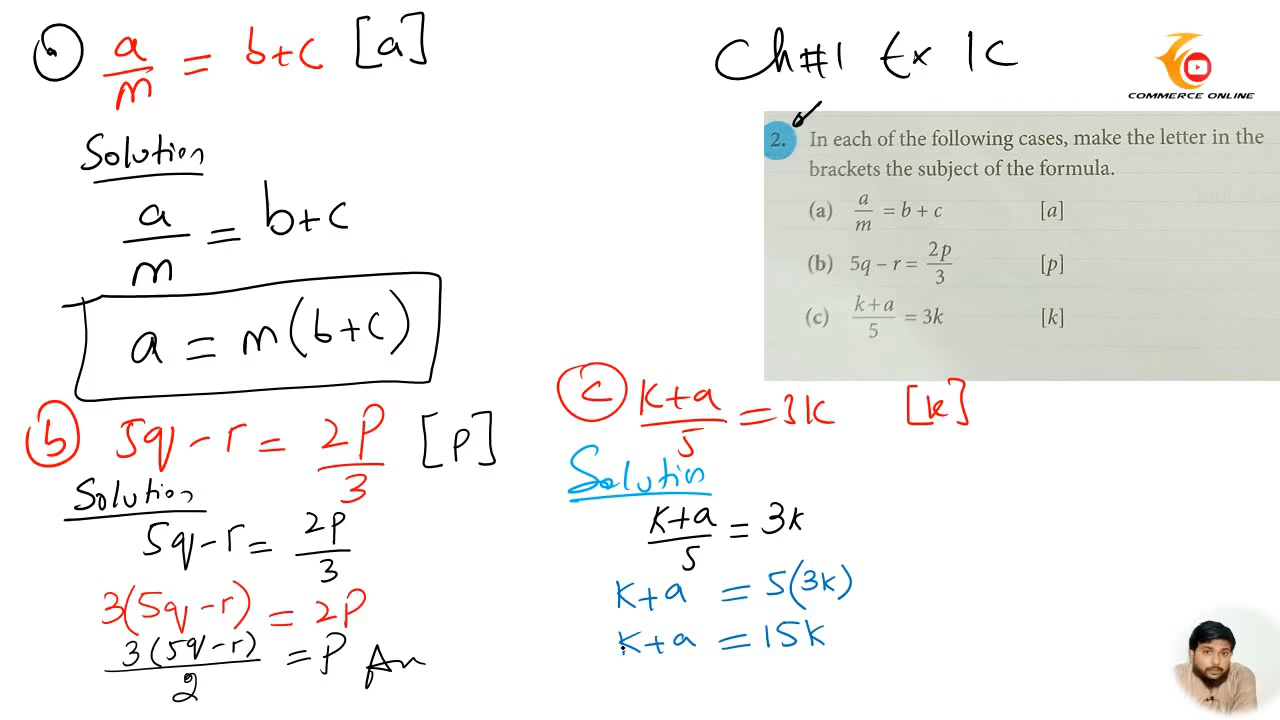 a) a/m = b+c [a]
Solution
a/m = b+c
a = m(b+c)
b) 5q-r = 2P/3 [P]
Solution
5q-r = 2P/3
3(5q-r) = 2P
3(5q-r)/2 = P An
Ch#1 Ex 1C
COMMERCE ONLINE
2. In each of the following cases, make the letter in the
brackets the subject of the formula.
(a) a/m = b + c [a]
(b) 5q – r = 2p/3 [p]
(c) k + a/5 = 3k [k]
c) k+a/5 = 3k [k]
Solution
k+a/5 = 3k
k+a = 5(3k)
k+a = 15k